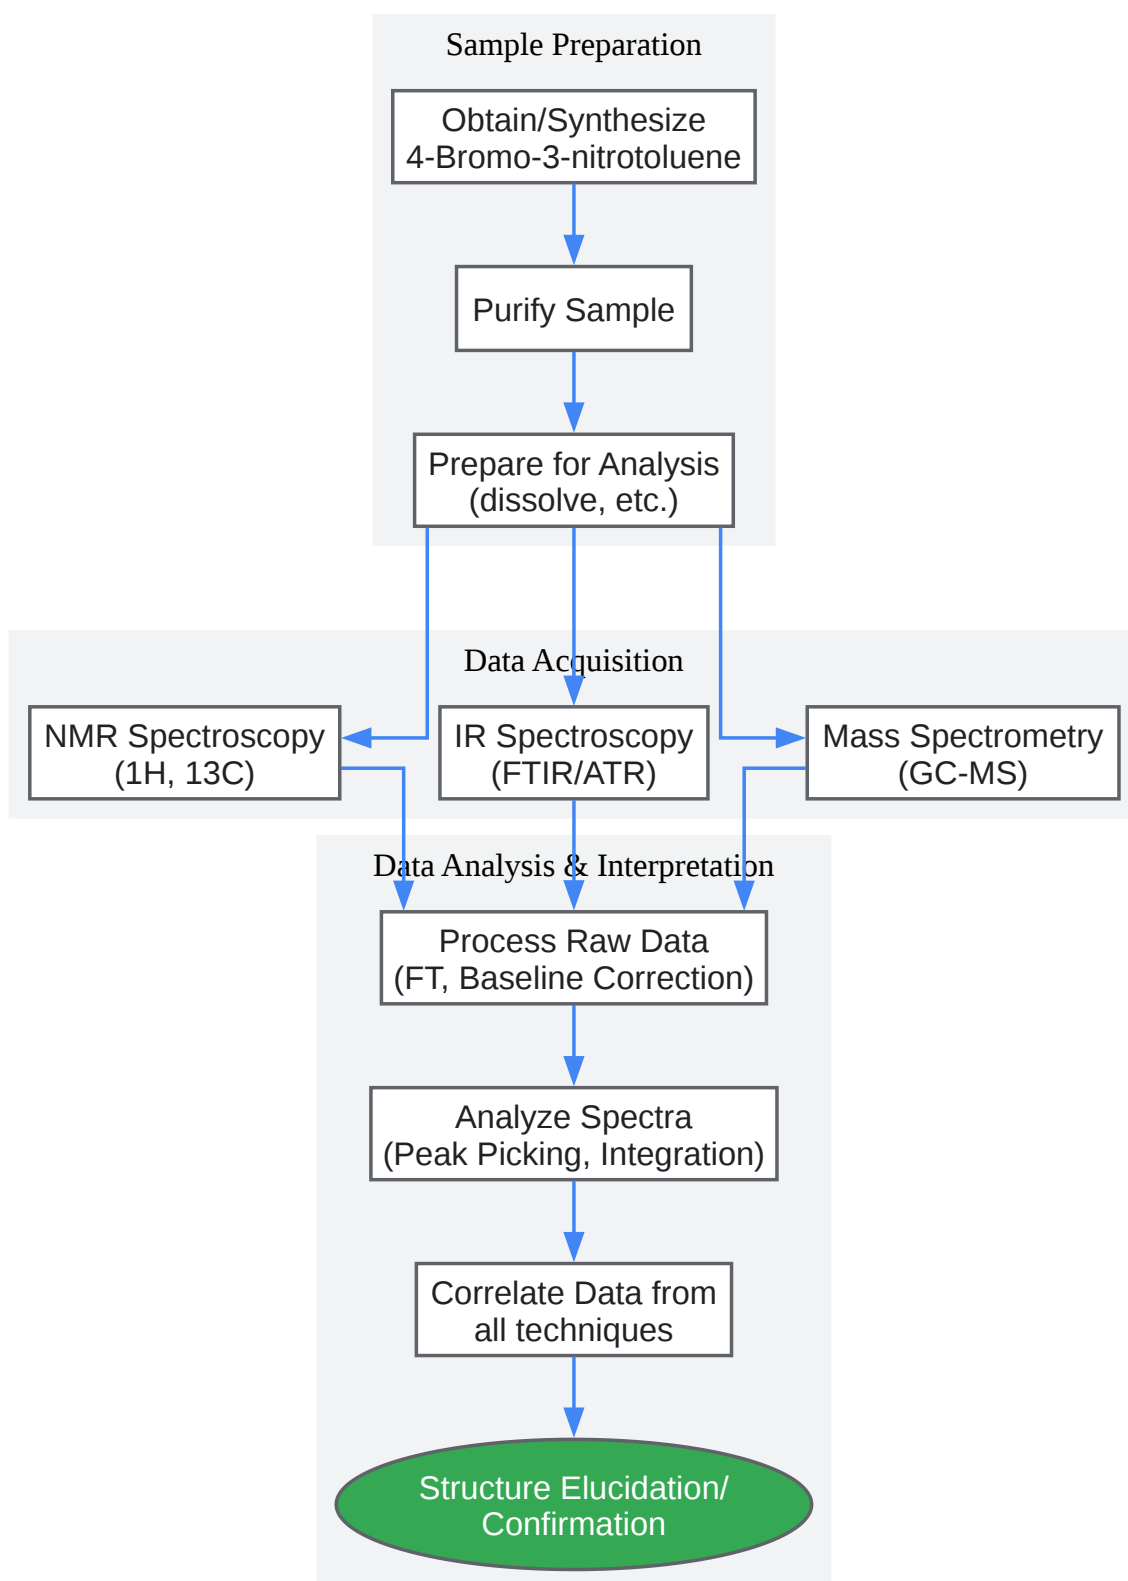 Sample Preparation
Obtain/Synthesize
4-Bromo-3-nitrotoluene
Purify Sample
Prepare for Analysis
(dissolve, etc.)
Data Acquisition
NMR Spectroscopy
(1H, 13C)
IR Spectroscopy
(FTIR/ATR)
Mass Spectrometry
(GC-MS)
Data Analysis & Interpretation
Process Raw Data
(FT, Baseline Correction)
Analyze Spectra
(Peak Picking, Integration)
Correlate Data from
all techniques
Structure Elucidation/
Confirmation